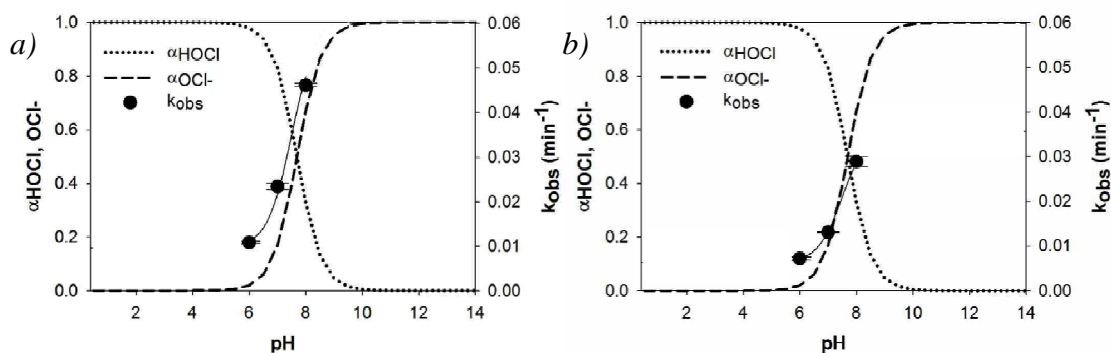 a)
αHOCl, OCl-
1.0
0.8
0.6
0.4
0.2
0.0
αHOCl
αOCl-
kobs
0.06
0.05
0.04
0.03
0.02
0.01
0.00
kobs (min-1)
2 4 6 8 10 12 14
pH
b)
αHOCl, OCl-
1.0
0.8
0.6
0.4
0.2
0.0
αHOCl
αOCl-
kobs
0.06
0.05
0.04
0.03
0.02
0.01
0.00
kobs (min-1)
2 4 6 8 10 12 14
pH